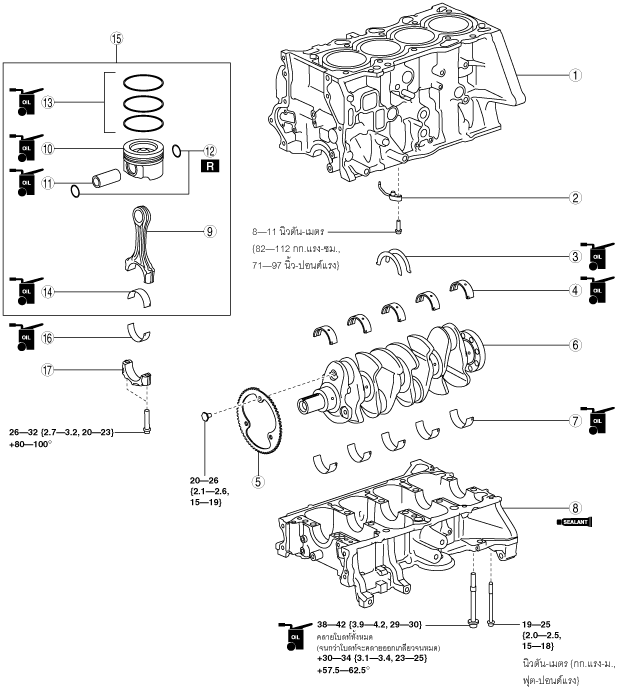 15
1
OIL
13
OIL
10
12
R
OIL
11
2
9
8—11 นิวตัน-เมตร
{82—112 กก.แรง-ซม.,
71—97 นิ้ว-ปอนด์แรง}
3
OIL
OIL
14
4
OIL
OIL
16
6
17
7
OIL
26—32 {2.7—3.2, 20—23}
+80—100°
20—26
{2.1—2.6,
15—19}
5
8
SEALANT
OIL
38—42 {3.9—4.2, 29—30}
คลายโบลท์ทั้งหมด
(จนกว่าโบลท์จะคลายออกเกลียวจนหมด)
+30—34 {3.1—3.4, 23—25}
+57.5—62.5°
19—25
{2.0—2.5,
15—18}
นิวตัน-เมตร {กก.แรง-ม.,
ฟุต-ปอนด์แรง}